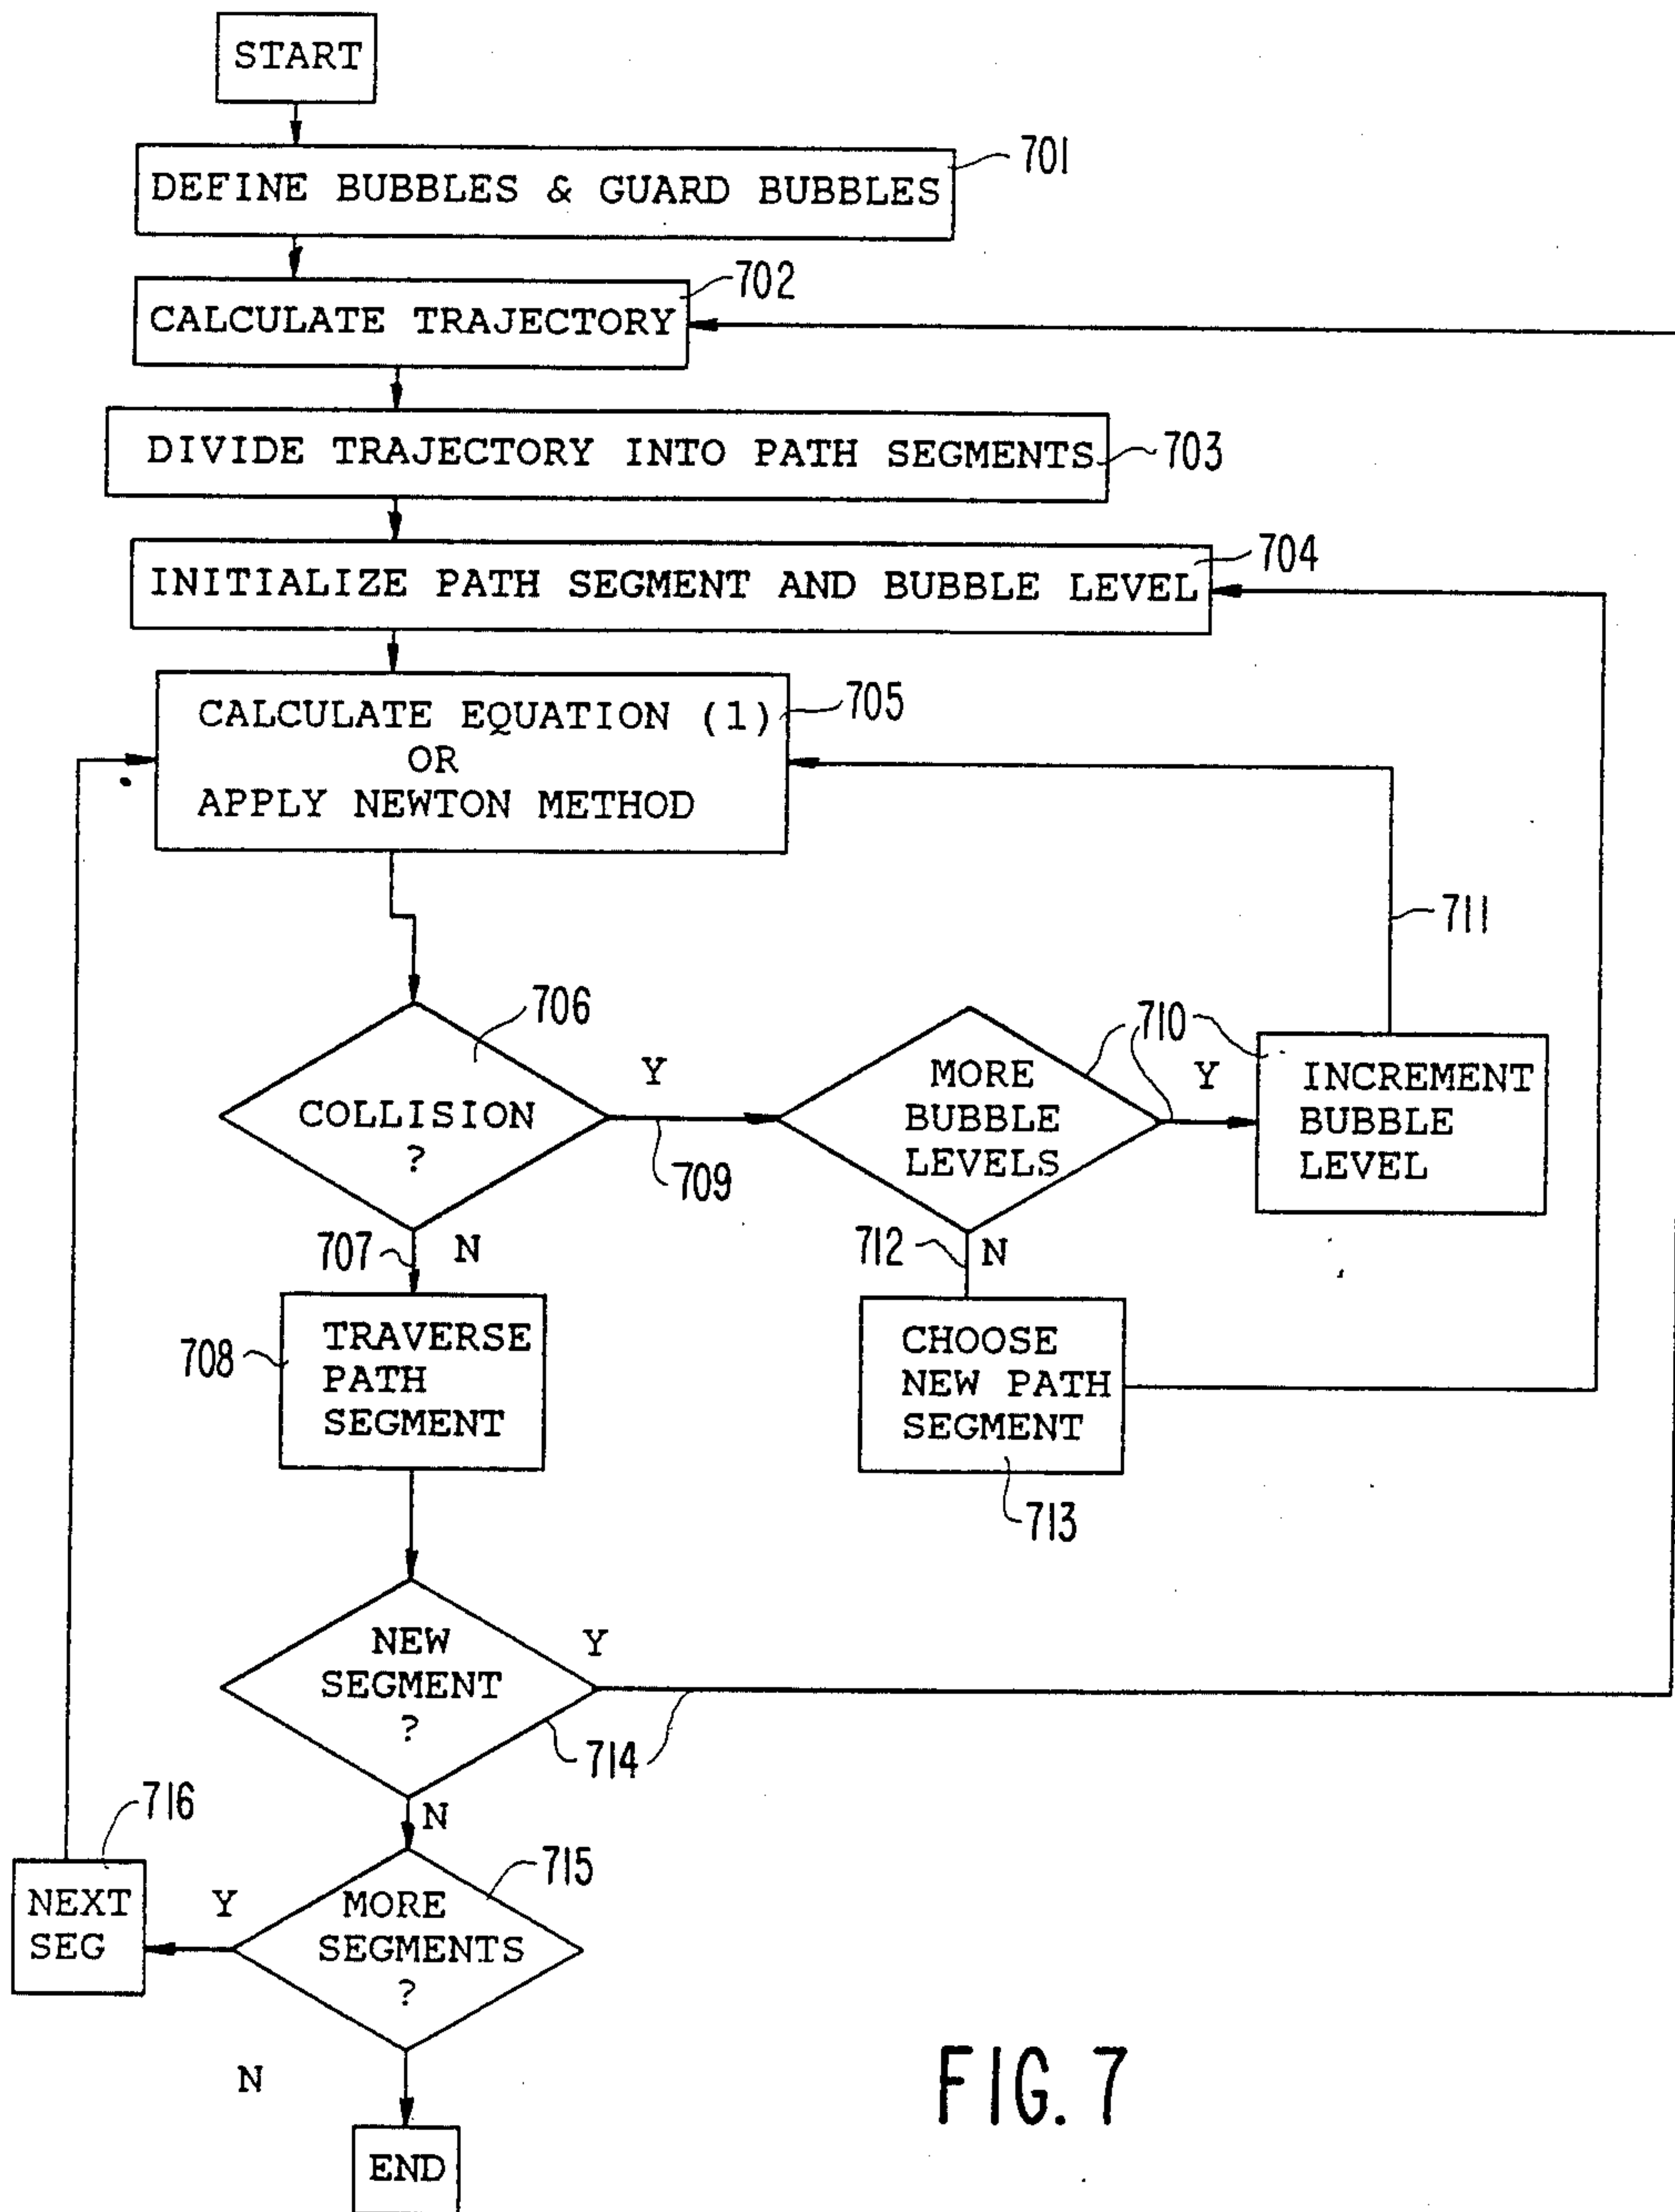 START
701
DEFINE BUBBLES & GUARD BUBBLES
702
CALCULATE TRAJECTORY
DIVIDE TRAJECTORY INTO PATH SEGMENTS
703
704
INITIALIZE PATH SEGMENT AND BUBBLE LEVEL
705
CALCULATE EQUATION (1)
OR
APPLY NEWTON METHOD
711
706
COLLISION
?
Y
709
710
MORE
BUBBLE
LEVELS
Y
INCREMENT
BUBBLE
LEVEL
707
N
712
N
708
TRAVERSE
PATH
SEGMENT
CHOOSE
NEW PATH
SEGMENT
713
NEW
SEGMENT
?
Y
714
N
716
NEXT
SEG
Y
715
MORE
SEGMENTS
?
N
END
FIG. 7